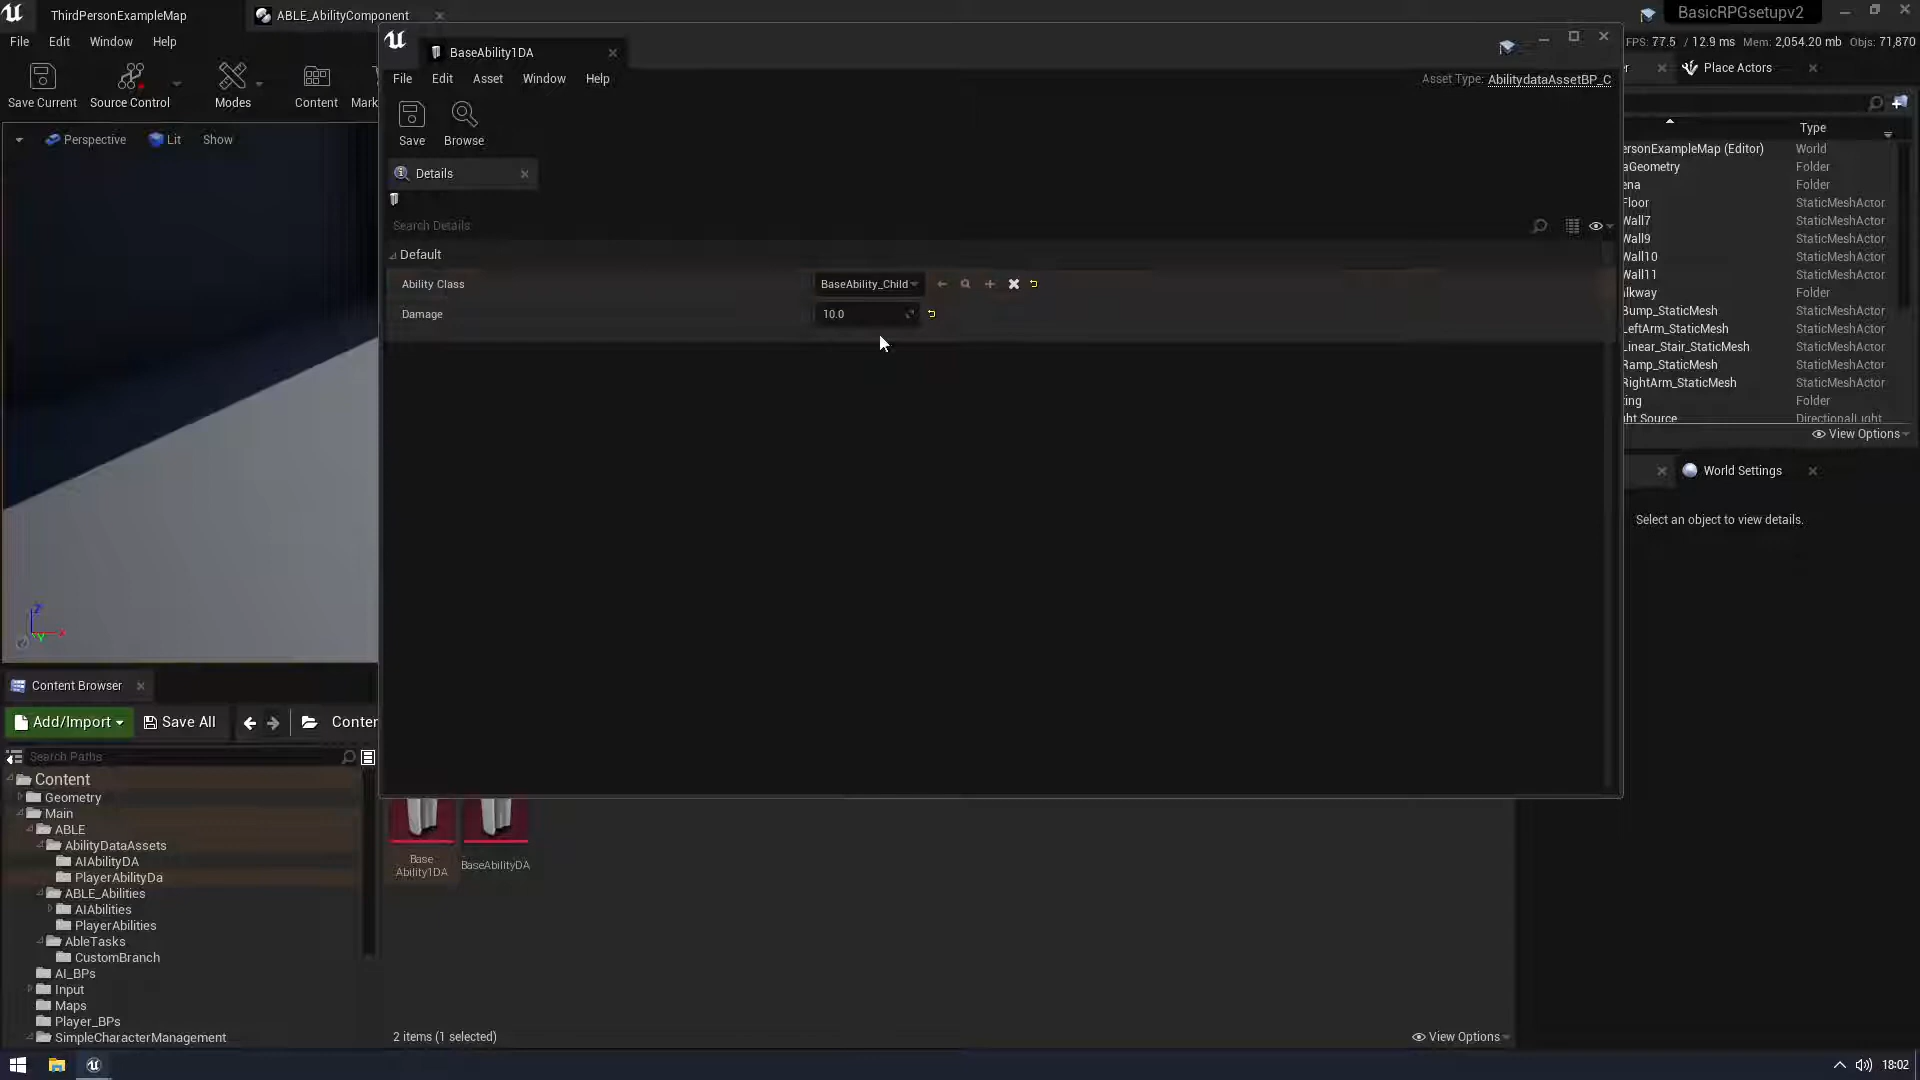 ThirdPersonExampleMap
ABLE_AbilityComponent
BasicRPGsetupv2
File Edit Window Help
BaseAbility1DA
FPS: 77.5 / 12.9 ms Mem: 2,054.20 mb Objs: 71,870
Save Current
Source Control
Modes
Content
Mark
File Edit Asset Window Help
Asset Type: AbilitydataAssetBP_C
Place Actors
Save
Browse
Perspective
Lit
Show
Type
ersonExampleMap (Editor) World
aGeometry Folder
ena Folder
Floor StaticMeshActor
Wall7 StaticMeshActor
Wall9 StaticMeshActor
Wall10 StaticMeshActor
Wall11 StaticMeshActor
lkway Folder
Bump_StaticMesh StaticMeshActor
LeftArm_StaticMesh StaticMeshActor
Linear_Stair_StaticMesh StaticMeshActor
Ramp_StaticMesh StaticMeshActor
RightArm_StaticMesh StaticMeshActor
ting Folder
ht Source DirectionalLight
View Options
Details
Search Details
Default
Ability Class BaseAbility_Child
Damage 10.0
World Settings
Select an object to view details.
Z
X
Y
Content Browser
Add/Import
Save All
Conter
Search Paths
Content
Geometry
Main
ABLE
AbilityDataAssets
AIAbilityDA
PlayerAbilityDa
ABLE_Abilities
AIAbilities
PlayerAbilities
AbleTasks
CustomBranch
AI_BPs
Input
Maps
Player_BPs
SimpleCharacterManagement
Base
Ability1DA
BaseAbilityDA
2 items (1 selected)
View Options
18:02